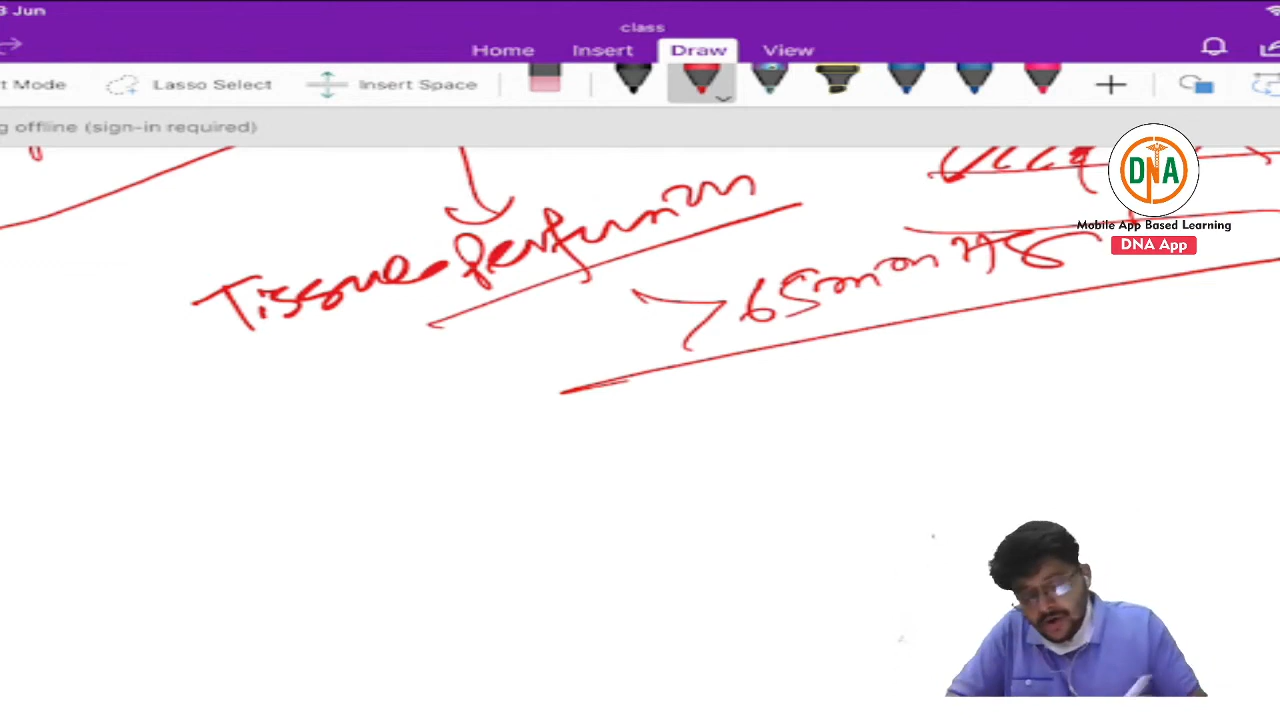 3 Jun
class
Home Insert Draw View
t Mode Lasso Select Insert Space
g offline (sign-in required)
DNA
Mobile App Based Learning
DNA App
Tissue perfusion
>65mm Hg